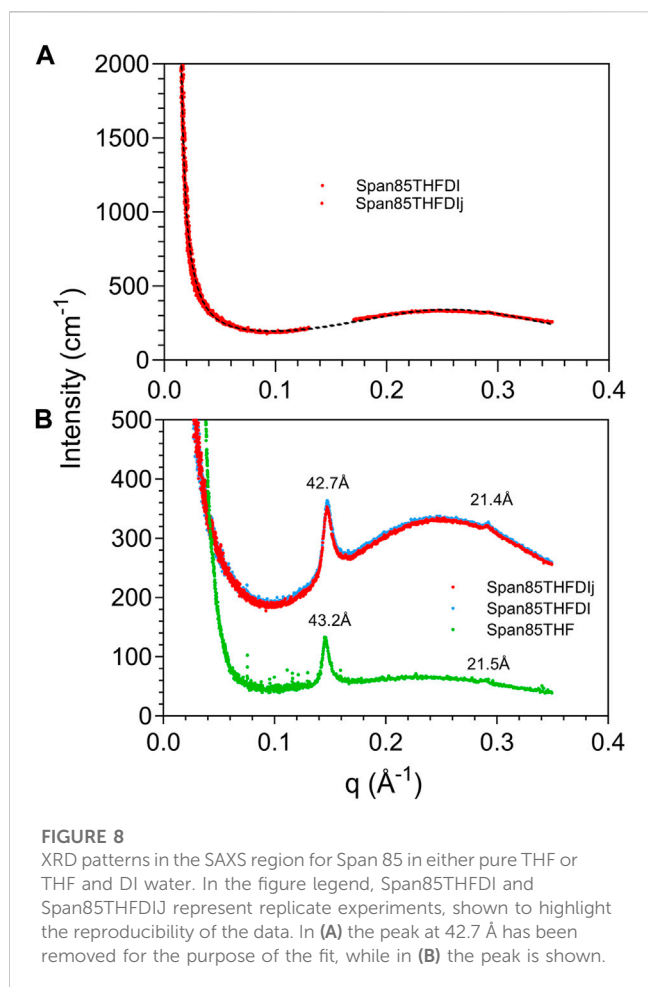 A
2000
1500
1000
500
0
Span85THFDI
Span85THFDIj
0.0 0.1 0.2 0.3 0.4
Intensity (cm-1)
B
500
400
300
200
100
0
42.7Å
21.4Å
Span85THFDIj
Span85THFDI
Span85THF
43.2Å
21.5Å
0.0 0.1 0.2 0.3 0.4
q (Å-1)
FIGURE 8
XRD patterns in the SAXS region for Span 85 in either pure THF or
THF and DI water. In the figure legend, Span85THFDI and
Span85THFDIJ represent replicate experiments, shown to highlight
the reproducibility of the data. In (A) the peak at 42.7 Å has been
removed for the purpose of the fit, while in (B) the peak is shown.